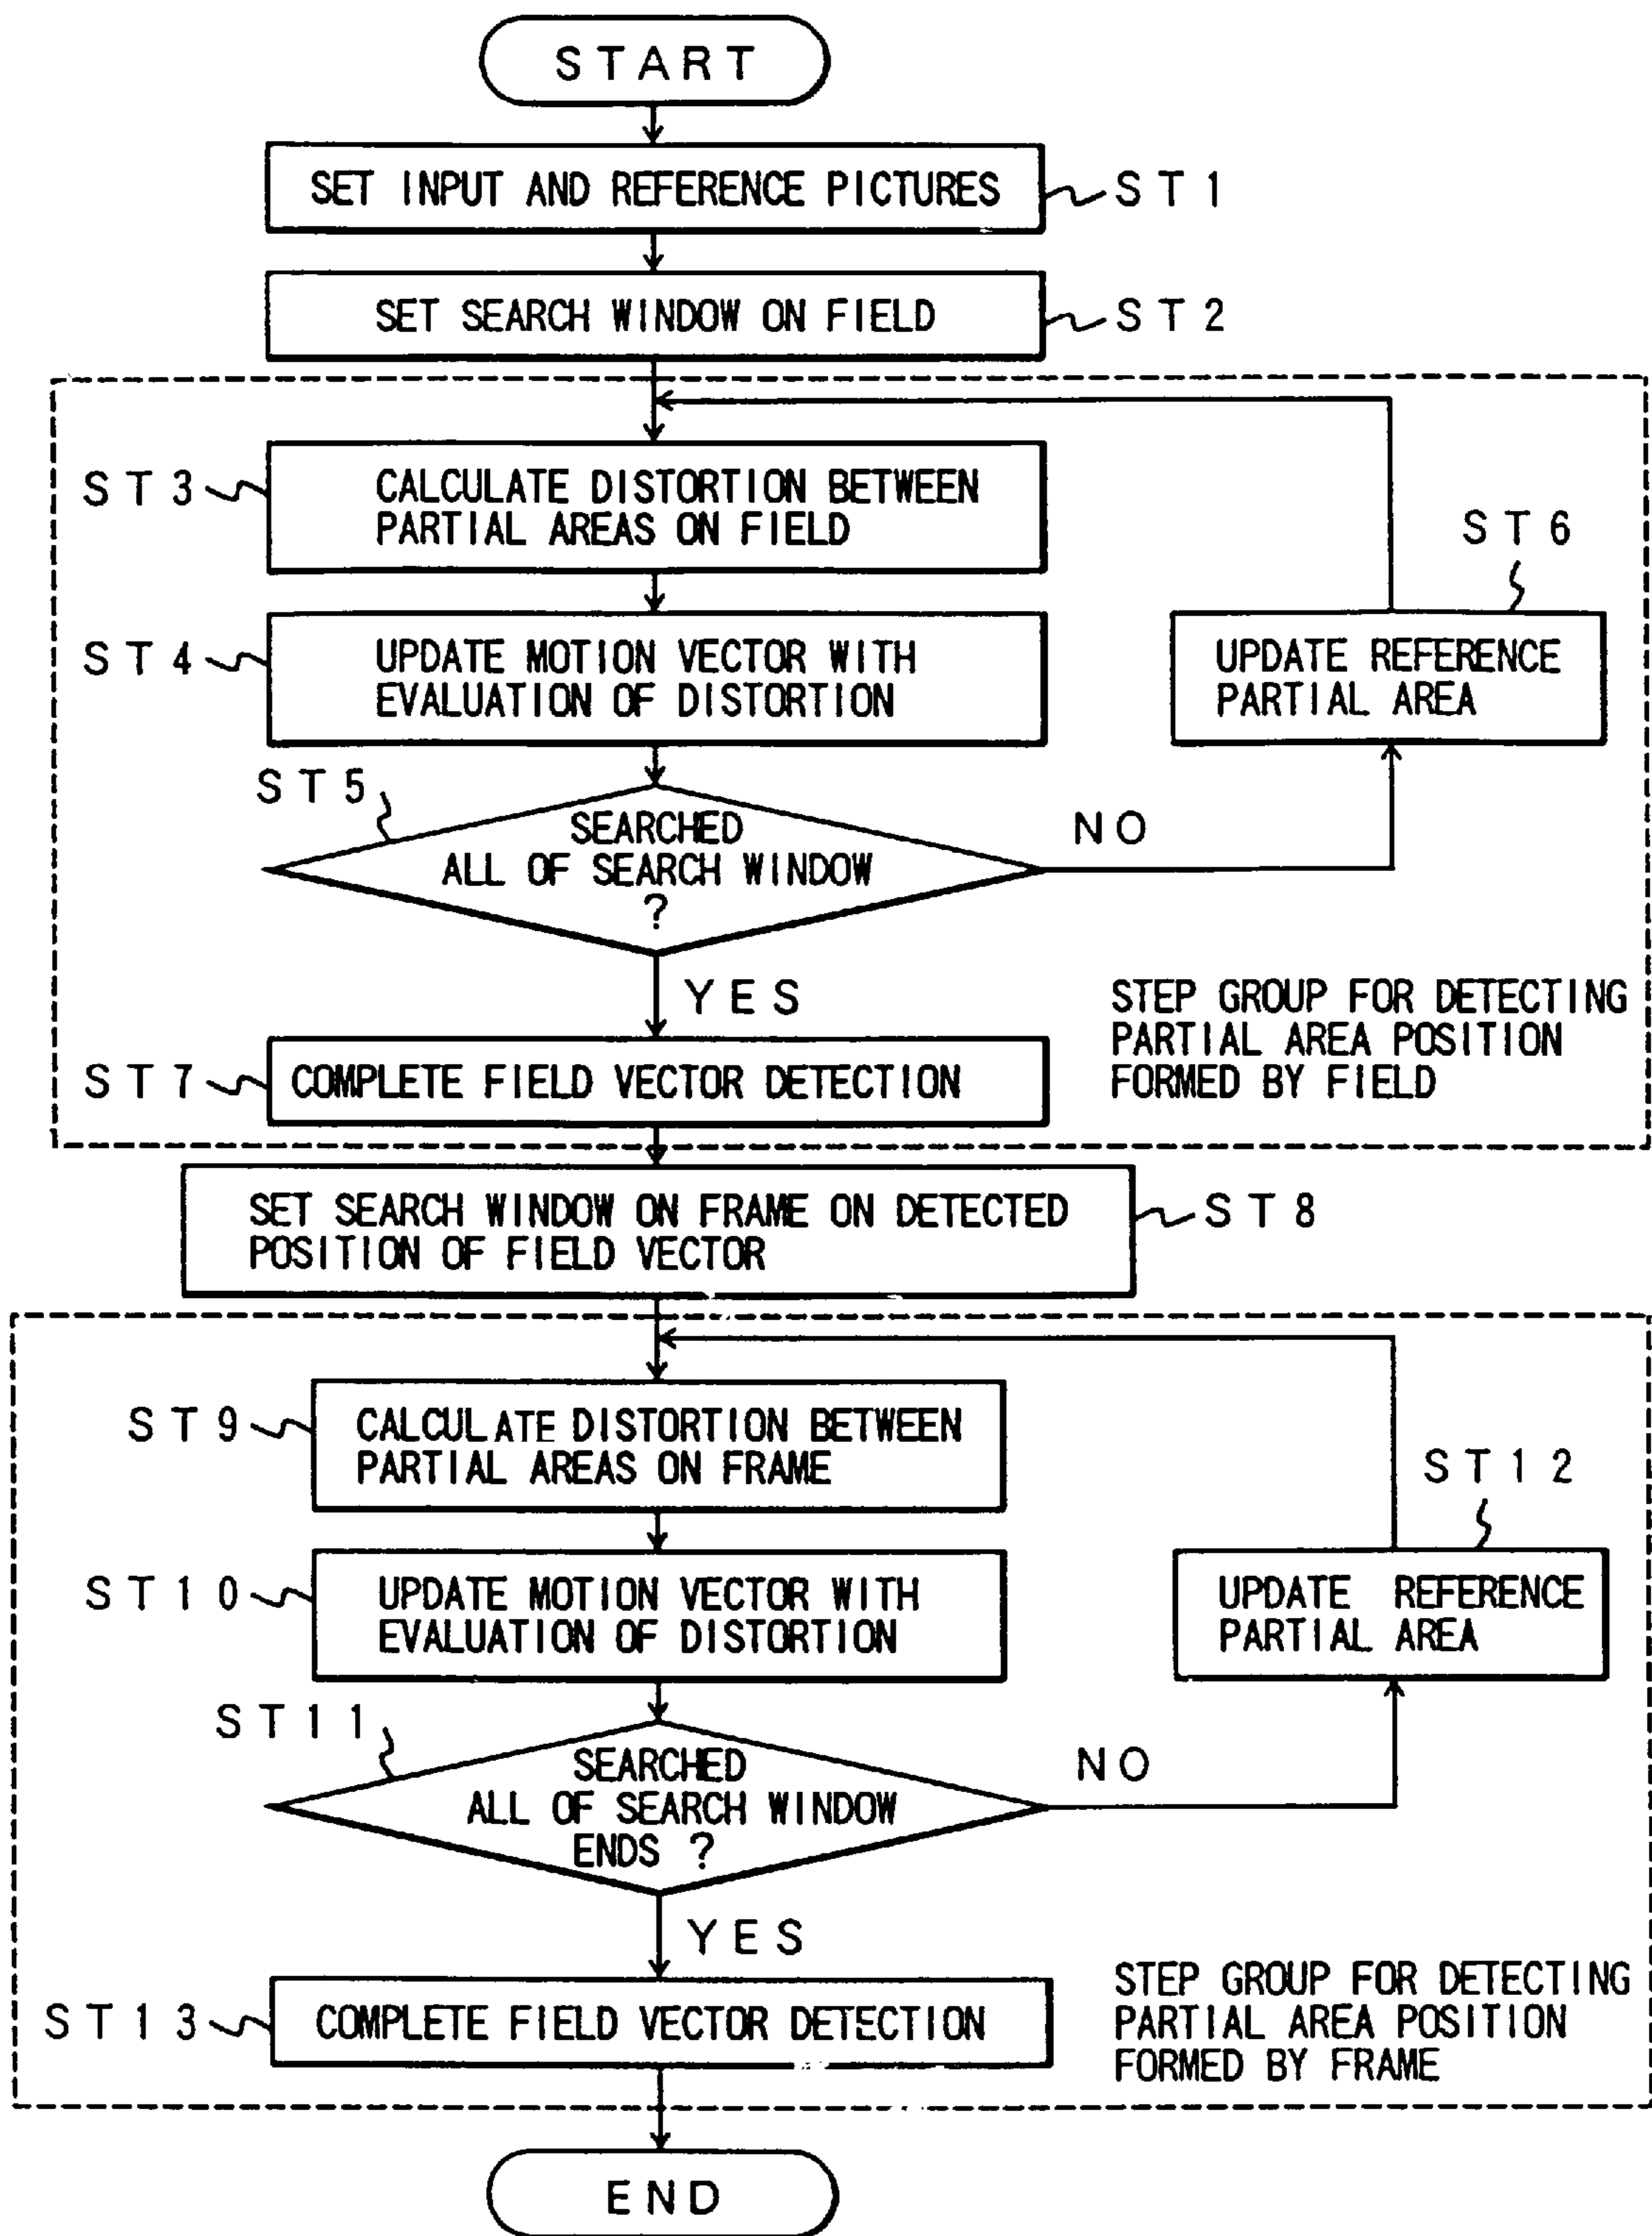 START
SET INPUT AND REFERENCE PICTURES
ST1
SET SEARCH WINDOW ON FIELD
ST2
ST3
CALCULATE DISTORTION BETWEEN
PARTIAL AREAS ON FIELD
ST6
ST4
UPDATE MOTION VECTOR WITH
EVALUATION OF DISTORTION
UPDATE REFERENCE
PARTIAL AREA
ST5
SEARCHED
ALL OF SEARCH WINDOW
?
NO
YES
STEP GROUP FOR DETECTING
PARTIAL AREA POSITION
FORMED BY FIELD
ST7
COMPLETE FIELD VECTOR DETECTION
SET SEARCH WINDOW ON FRAME ON DETECTED
POSITION OF FIELD VECTOR
ST8
ST9
CALCULATE DISTORTION BETWEEN
PARTIAL AREAS ON FRAME
ST12
ST10
UPDATE MOTION VECTOR WITH
EVALUATION OF DISTORTION
UPDATE REFERENCE
PARTIAL AREA
ST11
SEARCHED
ALL OF SEARCH WINDOW
ENDS ?
NO
YES
STEP GROUP FOR DETECTING
PARTIAL AREA POSITION
FORMED BY FRAME
ST13
COMPLETE FIELD VECTOR DETECTION
END